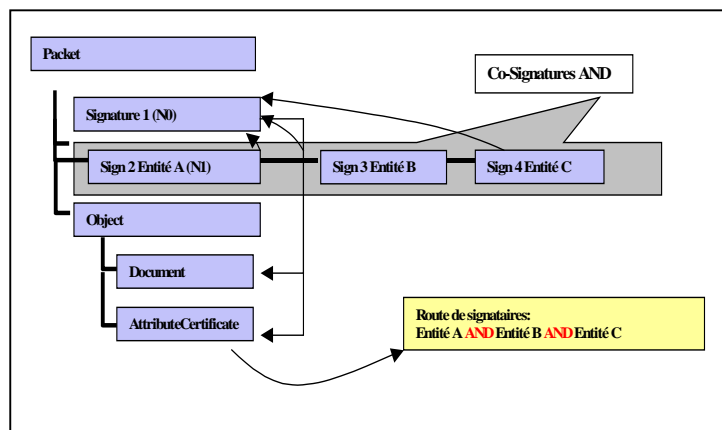 Packet
Co-Signatures AND
Signature 1 (N0)
Sign 2 Entité A (N1)
Sign 3 Entité B
Sign 4 Entité C
Object
Document
AttributeCertificate
Route de signataires:
Entité A AND Entité B AND Entité C